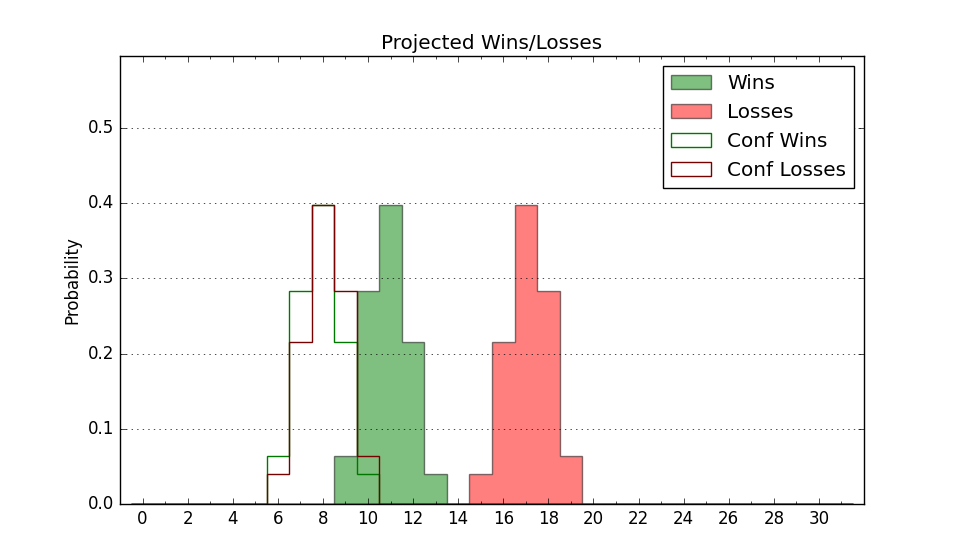 Projected Wins/Losses
Wins
Losses
Conf Wins
Conf Losses
Probability
0.5
0.4
0.3
0.2
0.1
0.0
0 2 4 6 8 10 12 14 16 18 20 22 24 26 28 30